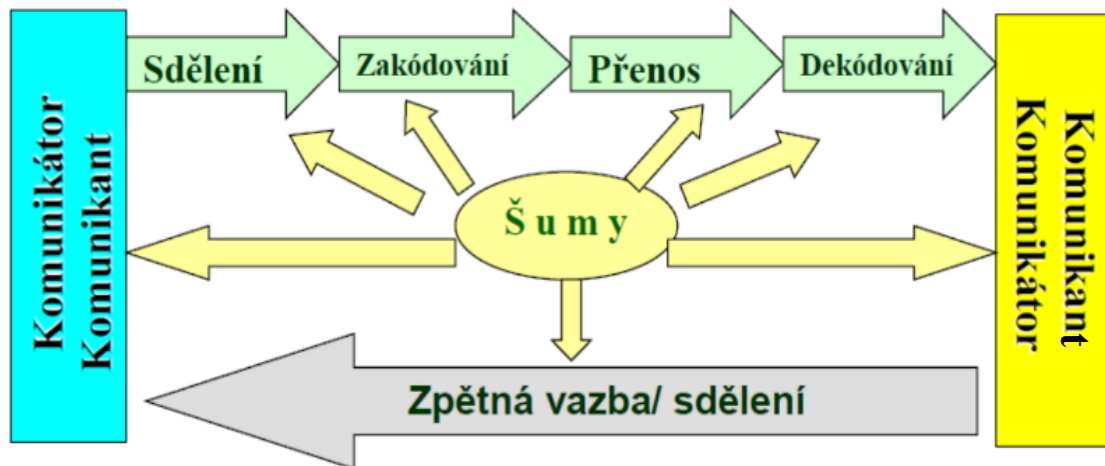 Komunikátor
Komunikant
Sdělení
Zakódování
Přenos
Dekódování
Komunikant
Komunikátor
Š u m y
Zpětná vazba/ sdělení